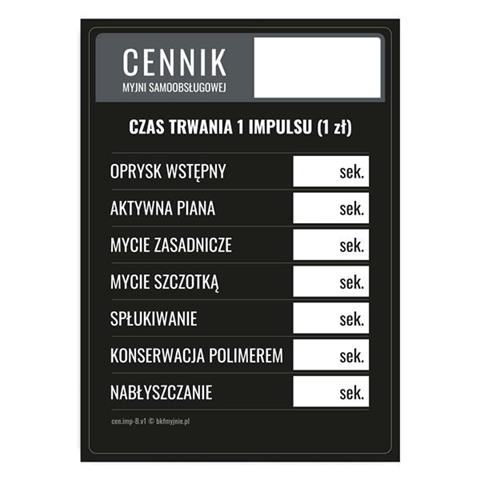 CENNIK
MYJNI SAMOOBSŁUGOWEJ
CZAS TRWANIA 1 IMPULSU (1 zł)
OPRYSK WSTĘPNY sek.
AKTYWNA PIANA sek.
MYCIE ZASADNICZE sek.
MYCIE SZCZOTKĄ sek.
SPŁUKIWANIE sek.
KONSERWACJA POLIMEREM sek.
NABŁYSZCZANIE sek.
cen.imp-B.v1 © bkfmyjnie.pl